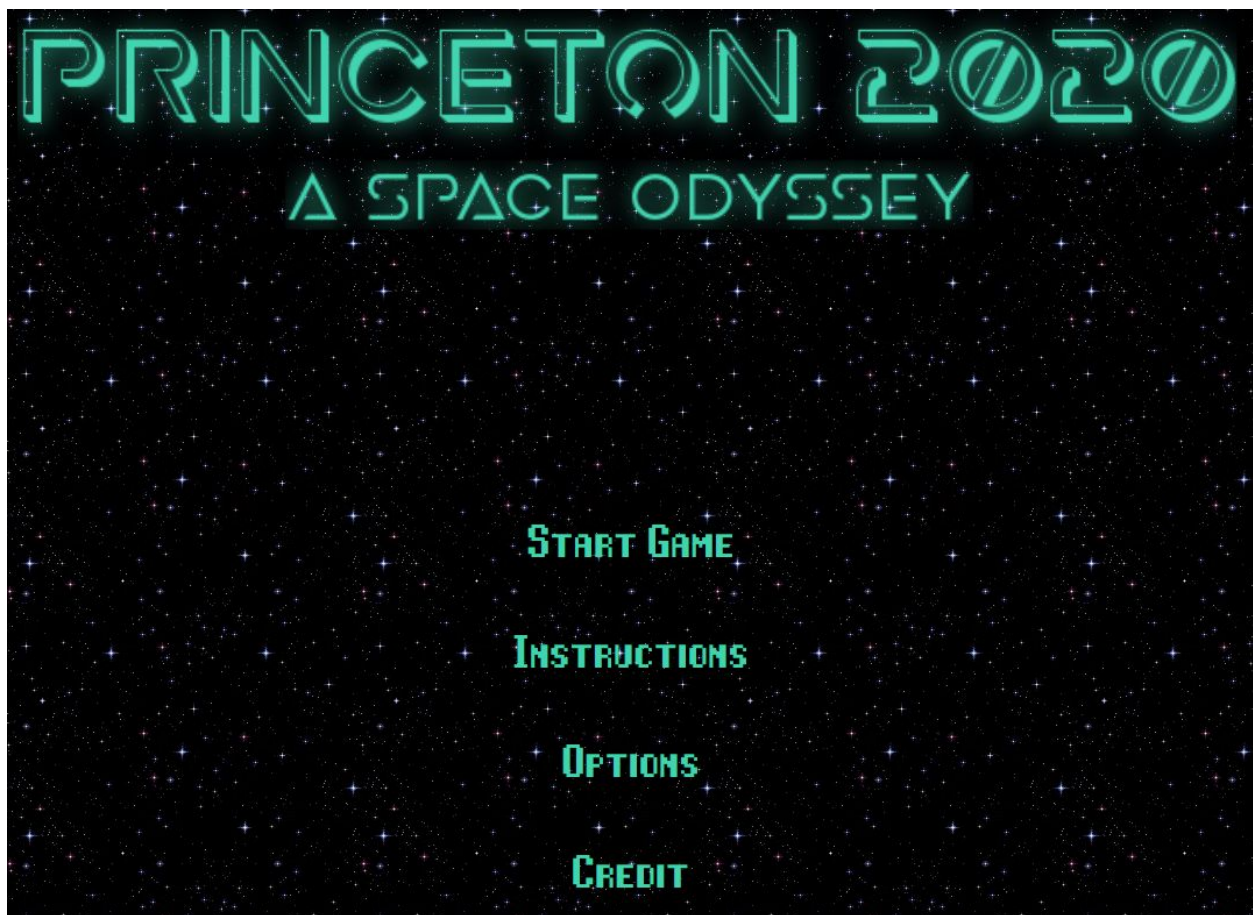 PRINCETON 2020
A SPACE ODYSSEY
START GAME
INSTRUCTIONS
OPTIONS
CREDIT